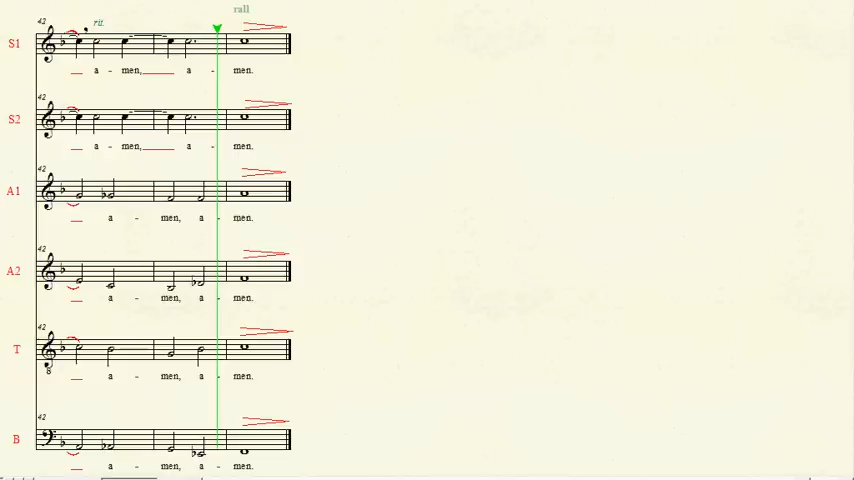 rall
42
rit.
S1
a - men, a - men.
42
S2
a - men, a - men.
42
A1
a - men, a - men.
42
A2
a - men, a - men.
42
T
8
a - men, a - men.
42
B
a - men, a - men.